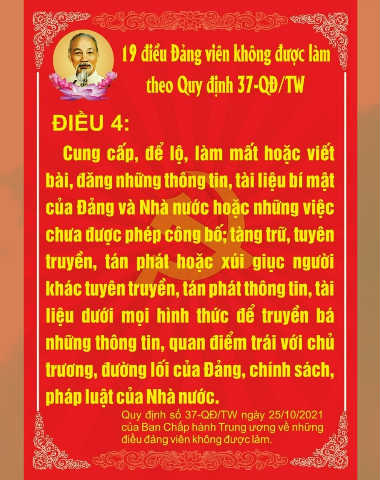 19 điều Đảng viên không được làm
theo Quy định 37-QĐ/TW
ĐIỀU 4:
Cung cấp, để lộ, làm mất hoặc viết
bài, đăng những thông tin, tài liệu bí mật
của Đảng và Nhà nước hoặc những việc
chưa được phép công bố; tàng trữ, tuyên
truyền, tán phát hoặc xúi giục người
khác tuyên truyền, tán phát thông tin, tài
liệu dưới mọi hình thức để truyền bá
những thông tin, quan điểm trái với chủ
trương, đường lối của Đảng, chính sách,
pháp luật của Nhà nước.
Quy định số 37-QĐ/TW ngày 25/10/2021
của Ban Chấp hành Trung ương về những
điều đảng viên không được làm.